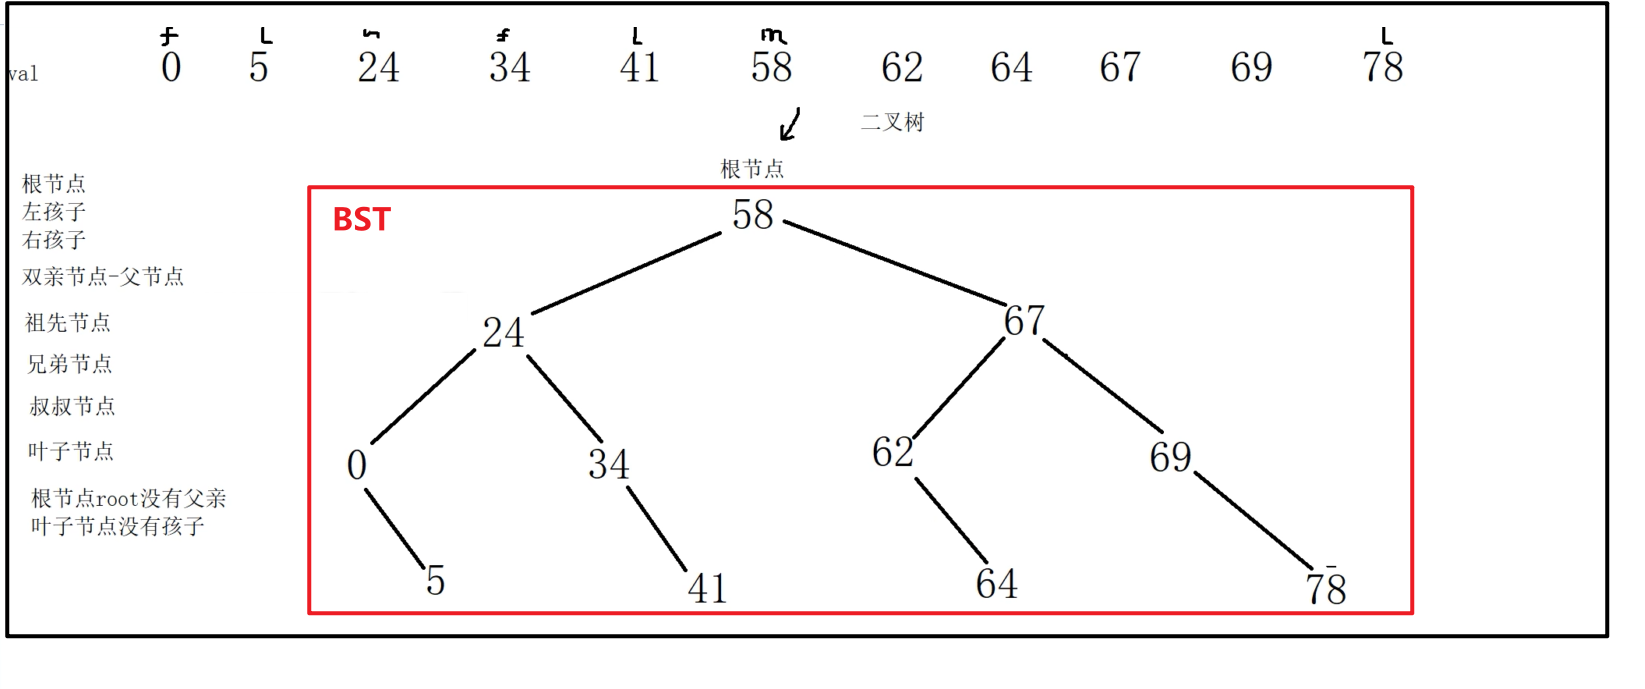 f L m f L m L
val 0 5 24 34 41 58 62 64 67 69 78
二叉树
根节点
根节点
左孩子
右孩子
双亲节点-父节点
祖先节点
兄弟节点
叔叔节点
叶子节点
根节点root没有父亲
叶子节点没有孩子
BST
58
24 67
0 34 62 69
5 41 64 78